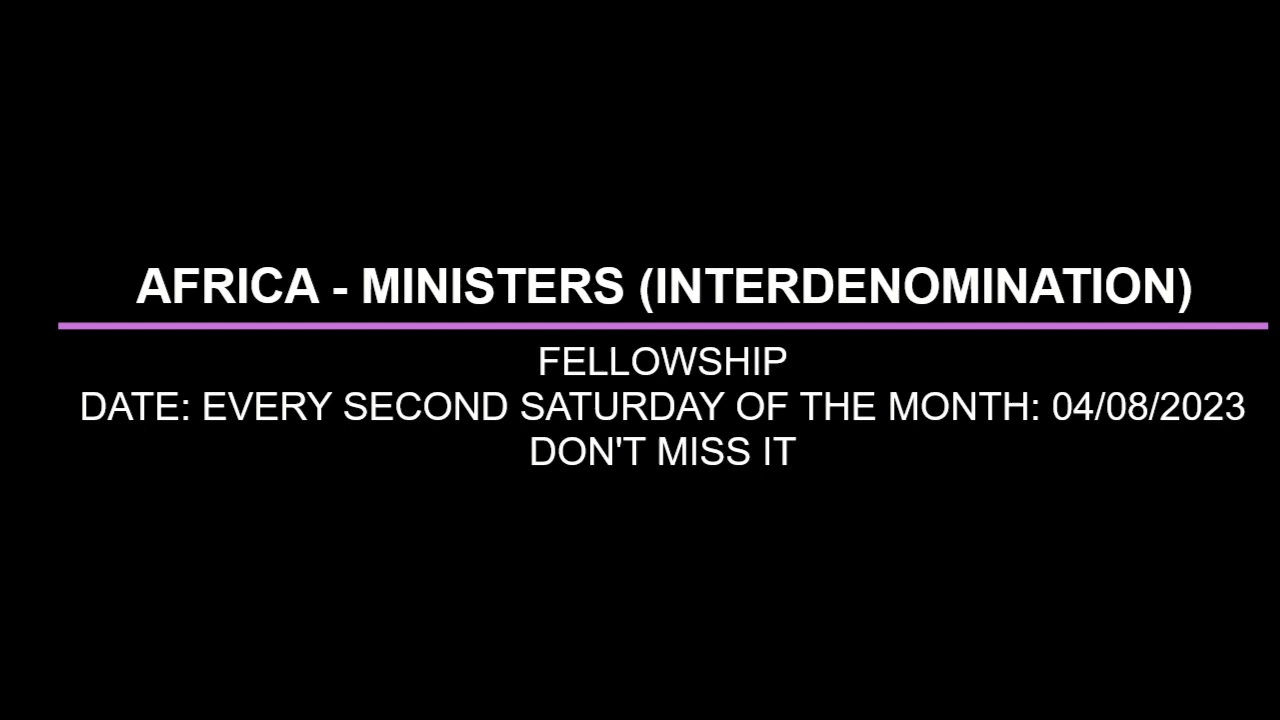 AFRICA - MINISTERS (INTERDENOMINATION)
FELLOWSHIP
DATE: EVERY SECOND SATURDAY OF THE MONTH: 04/08/2023
DON'T MISS IT